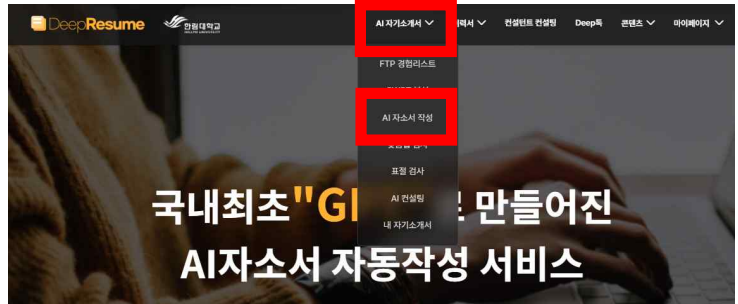 DeepResume 한림대학교 AI 자기소개서 컨설턴트 컨설팅 Deep톡 콘텐츠 마이페이지
FTP 경험리스트
AI 자소서 작성
표절 검사
AI 컨설팅
내 자기소개서
국내최초 "G 만들어진
AI자소서 자동작성 서비스